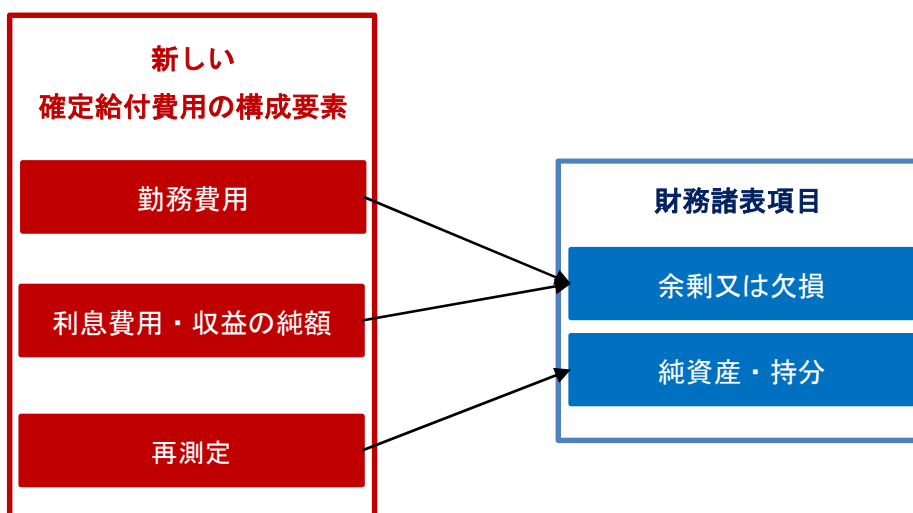 新しい
確定給付費用の構成要素
勤務費用
利息費用・収益の純額
再測定
財務諸表項目
余剰又は欠損
純資産・持分